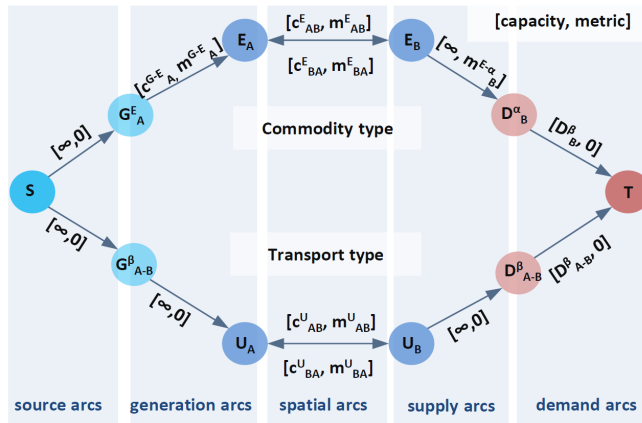 [capacity, metric]
[c^E_AB, m^E_AB]
E_A
E_B
[c^E_BA, m^E_BA]
[c^G-E_A, m^G-E_A]
[∞, m^E-α_B]
G^E_A
D^α_B
Commodity type
[∞,0]
[D^β_B, 0]
S
T
[∞,0]
Transport type
G^β_A-B
D^β_A-B
[D^β_A-B, 0]
[∞,0]
[∞,0]
[c^U_AB, m^U_AB]
U_A
U_B
[c^U_BA, m^U_BA]
source arcs
generation arcs
spatial arcs
supply arcs
demand arcs